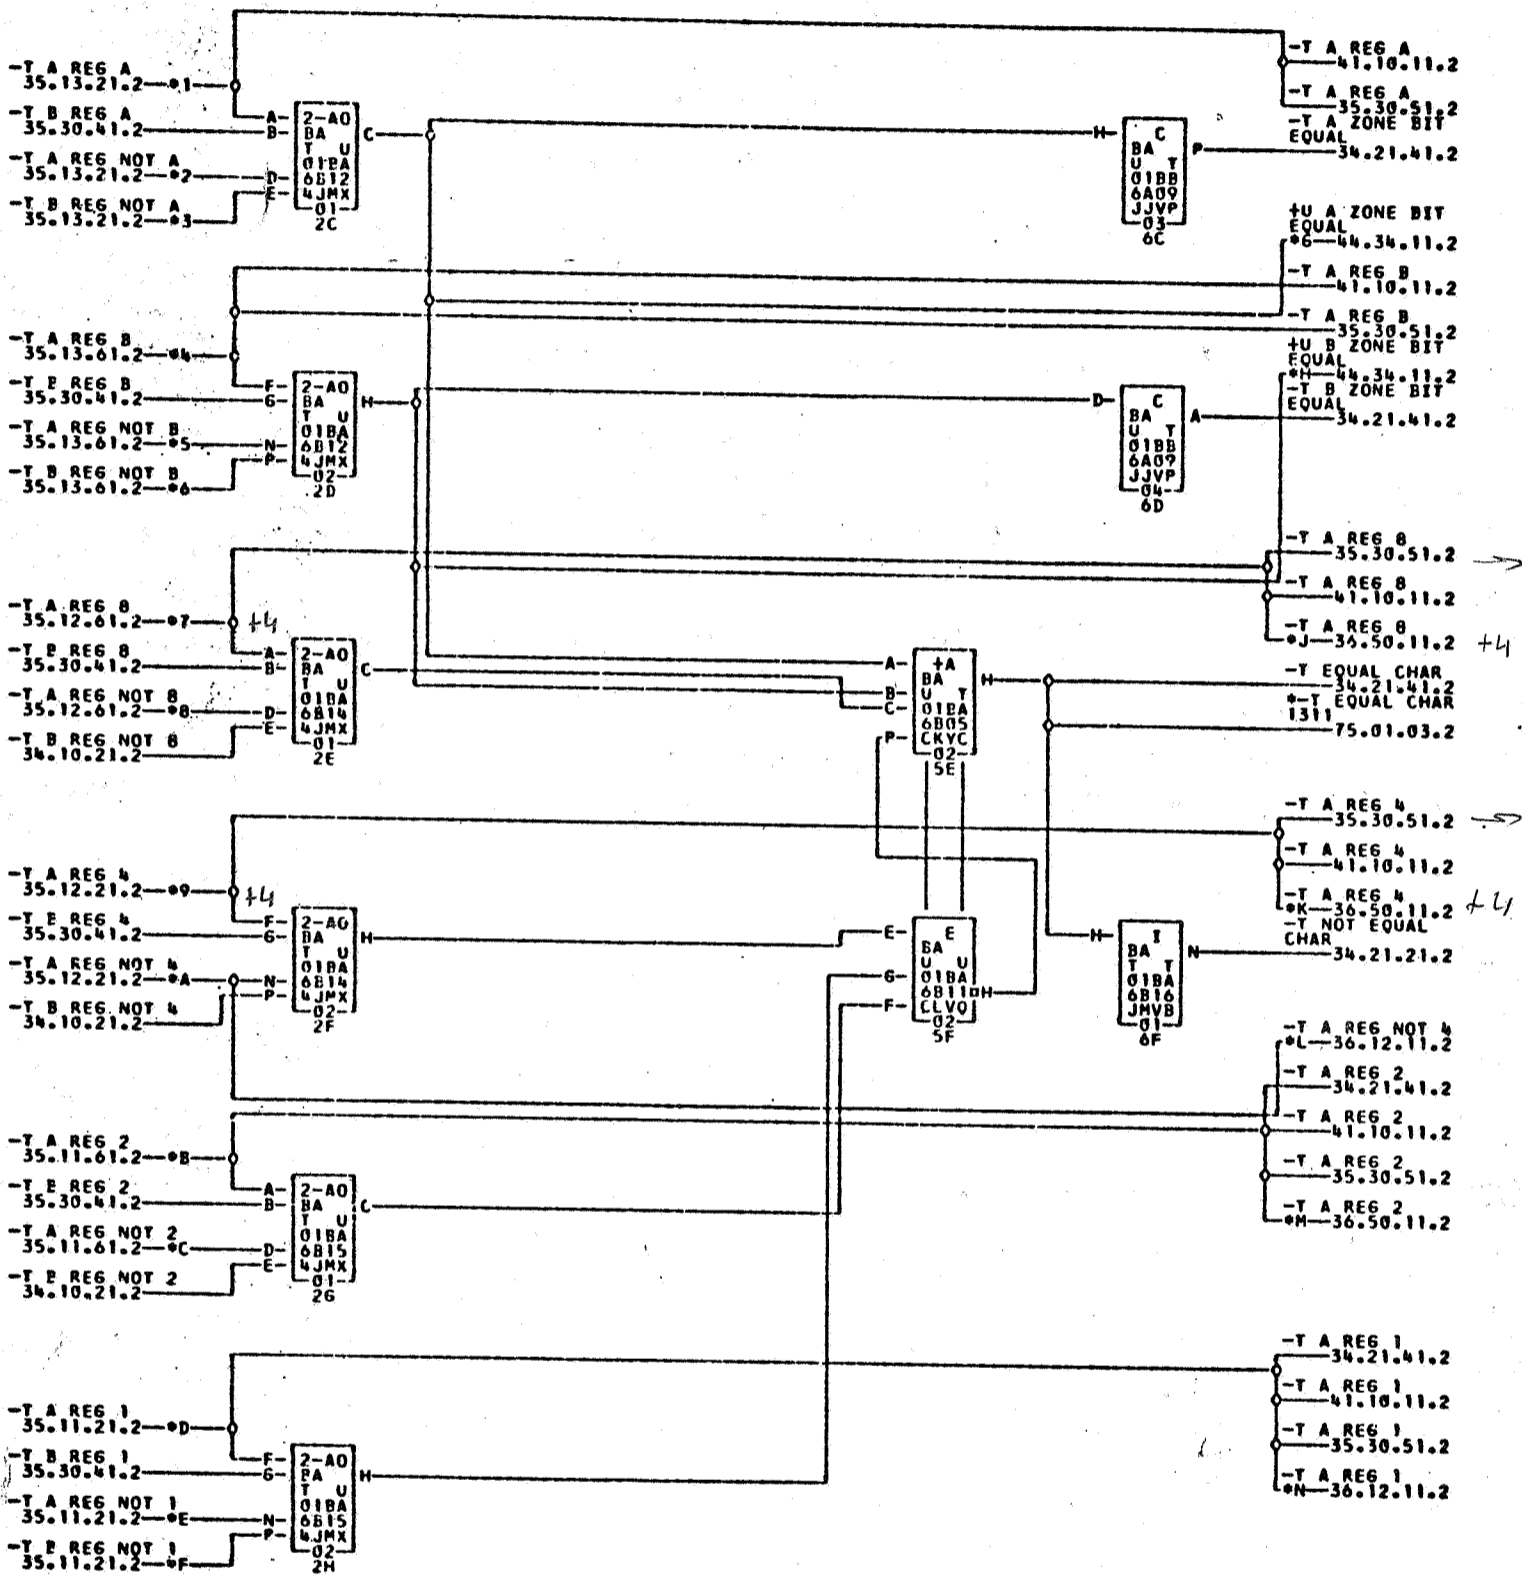 -T A REG A
35.13.21.2 *1
-T B REG A
35.30.41.2
-T A REG NOT A
35.13.21.2 *2
-T B REG NOT A
35.13.21.2 *3
A- 2-AO
B- BA C
T U
01BA
D- 6B12
E- 4JMX
01
2C
H- C
BA P
U T
01BB
6A09
JJVP
03
6C
-T A REG A
41.10.11.2
-T A REG A
35.30.51.2
-T A ZONE BIT
EQUAL
34.21.41.2
+U A ZONE BIT
EQUAL
*G 44.34.11.2
-T A REG B
41.10.11.2
-T A REG B
35.30.51.2
+U B ZONE BIT
EQUAL
*H 44.34.11.2
-T B ZONE BIT
EQUAL
34.21.41.2
-T A REG B
35.13.61.2 *4
-T B REG B
35.30.41.2
-T A REG NOT B
35.13.61.2 *5
-T B REG NOT B
35.13.61.2 *6
F- 2-AO
G- BA H
T U
01BA
N- 6B12
P- 4JMX
02
2D
D- C
BA A
U T
01BB
6A09
JJVP
04
6D
-T A REG 8
35.30.51.2
-T A REG 8
41.10.11.2
-T A REG 8
*J 36.50.11.2 +4
-T A REG 8
35.12.61.2 *7 +4
-T B REG 8
35.30.41.2
-T A REG NOT 8
35.12.61.2 *8
-T B REG NOT 8
34.10.21.2
A- 2-AO
B- BA C
T U
01BA
D- 6B14
E- 4JMX
01
2E
A- +A
BA H
B- U T
C- 01BA
6B05
P- CKYC
02
5E
-T EQUAL CHAR
34.21.41.2
*-T EQUAL CHAR
1311
75.01.03.2
-T A REG 4
35.30.51.2
-T A REG 4
41.10.11.2
-T A REG 4
*K 36.50.11.2 +4
-T NOT EQUAL
CHAR
34.21.21.2
-T A REG 4
35.12.21.2 *9 +4
-T B REG 4
35.30.41.2
-T A REG NOT 4
35.12.21.2 *A
-T B REG NOT 4
34.10.21.2
F- 2-AO
G- BA H
T U
01BA
N- 6B14
P- 4JMX
02
2F
E- E
BA
U U
G- 01BA
6B11 H
F- CLVO
02
5F
H- I
BA N
T T
01BA
6B16
JMVB
01
6F
-T A REG NOT 4
*L 36.12.11.2
-T A REG 2
34.21.41.2
-T A REG 2
41.10.11.2
-T A REG 2
35.30.51.2
-T A REG 2
*M 36.50.11.2
-T A REG 2
35.11.61.2 *B
-T B REG 2
35.30.41.2
-T A REG NOT 2
35.11.61.2 *C
-T B REG NOT 2
34.10.21.2
A- 2-AO
B- BA C
T U
01BA
D- 6B15
E- 4JMX
01
2G
-T A REG 1
34.21.41.2
-T A REG 1
41.10.11.2
-T A REG 1
35.30.51.2
-T A REG 1
*N 36.12.11.2
-T A REG 1
35.11.21.2 *D
-T B REG 1
35.30.41.2
-T A REG NOT 1
35.11.21.2 *E
-T B REG NOT 1
35.11.21.2 *F
F- 2-AO
G- BA H
T U
01BA
N- 6B15
P- 4JMX
02
2H